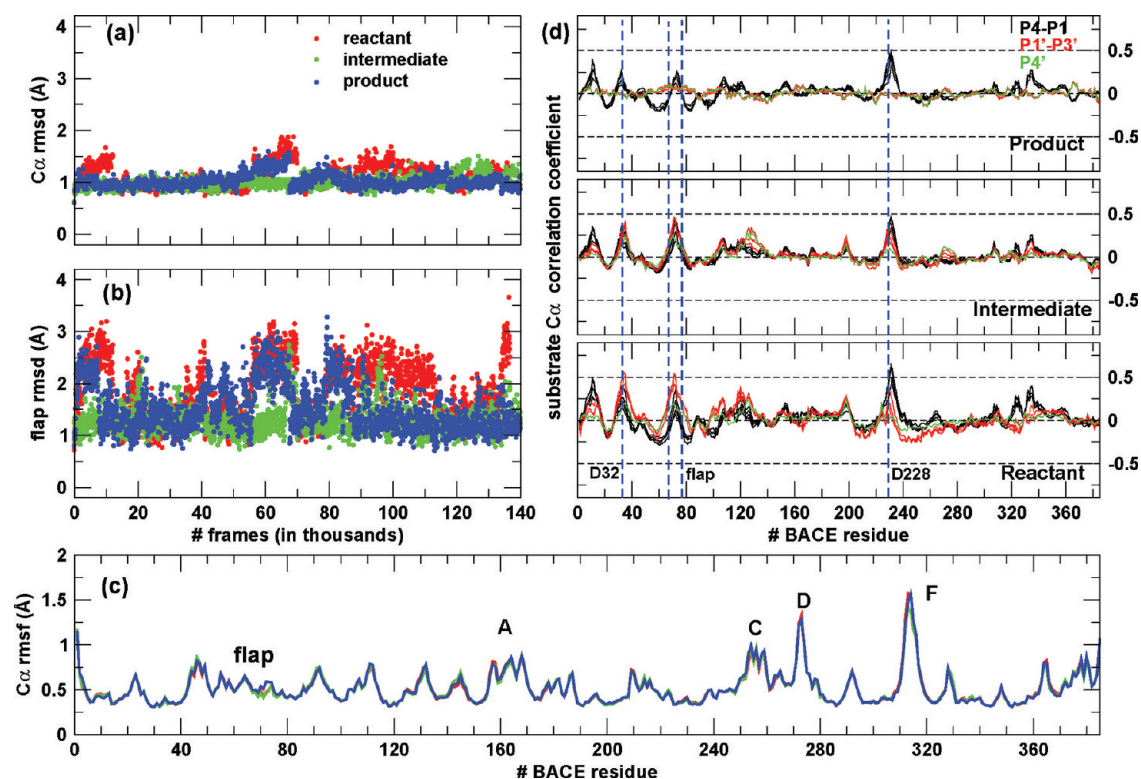 (a)
reactant
intermediate
product
Cα rmsd (Å)
0
1
2
3
4
(b)
flap rmsd (Å)
0
1
2
3
4
0 20 40 60 80 100 120 140
# frames (in thousands)
(d)
P4-P1
P1'-P3'
P4'
0.5
0
-0.5
Product
0.5
0
-0.5
Intermediate
0.5
0
-0.5
D32
flap
D228
Reactant
substrate Cα correlation coefficient
0 40 80 120 160 200 240 280 320 360
# BACE residue
(c)
Cα rmsf (Å)
0
0.5
1
1.5
2
flap
A
C
D
F
0 40 80 120 160 200 240 280 320 360
# BACE residue